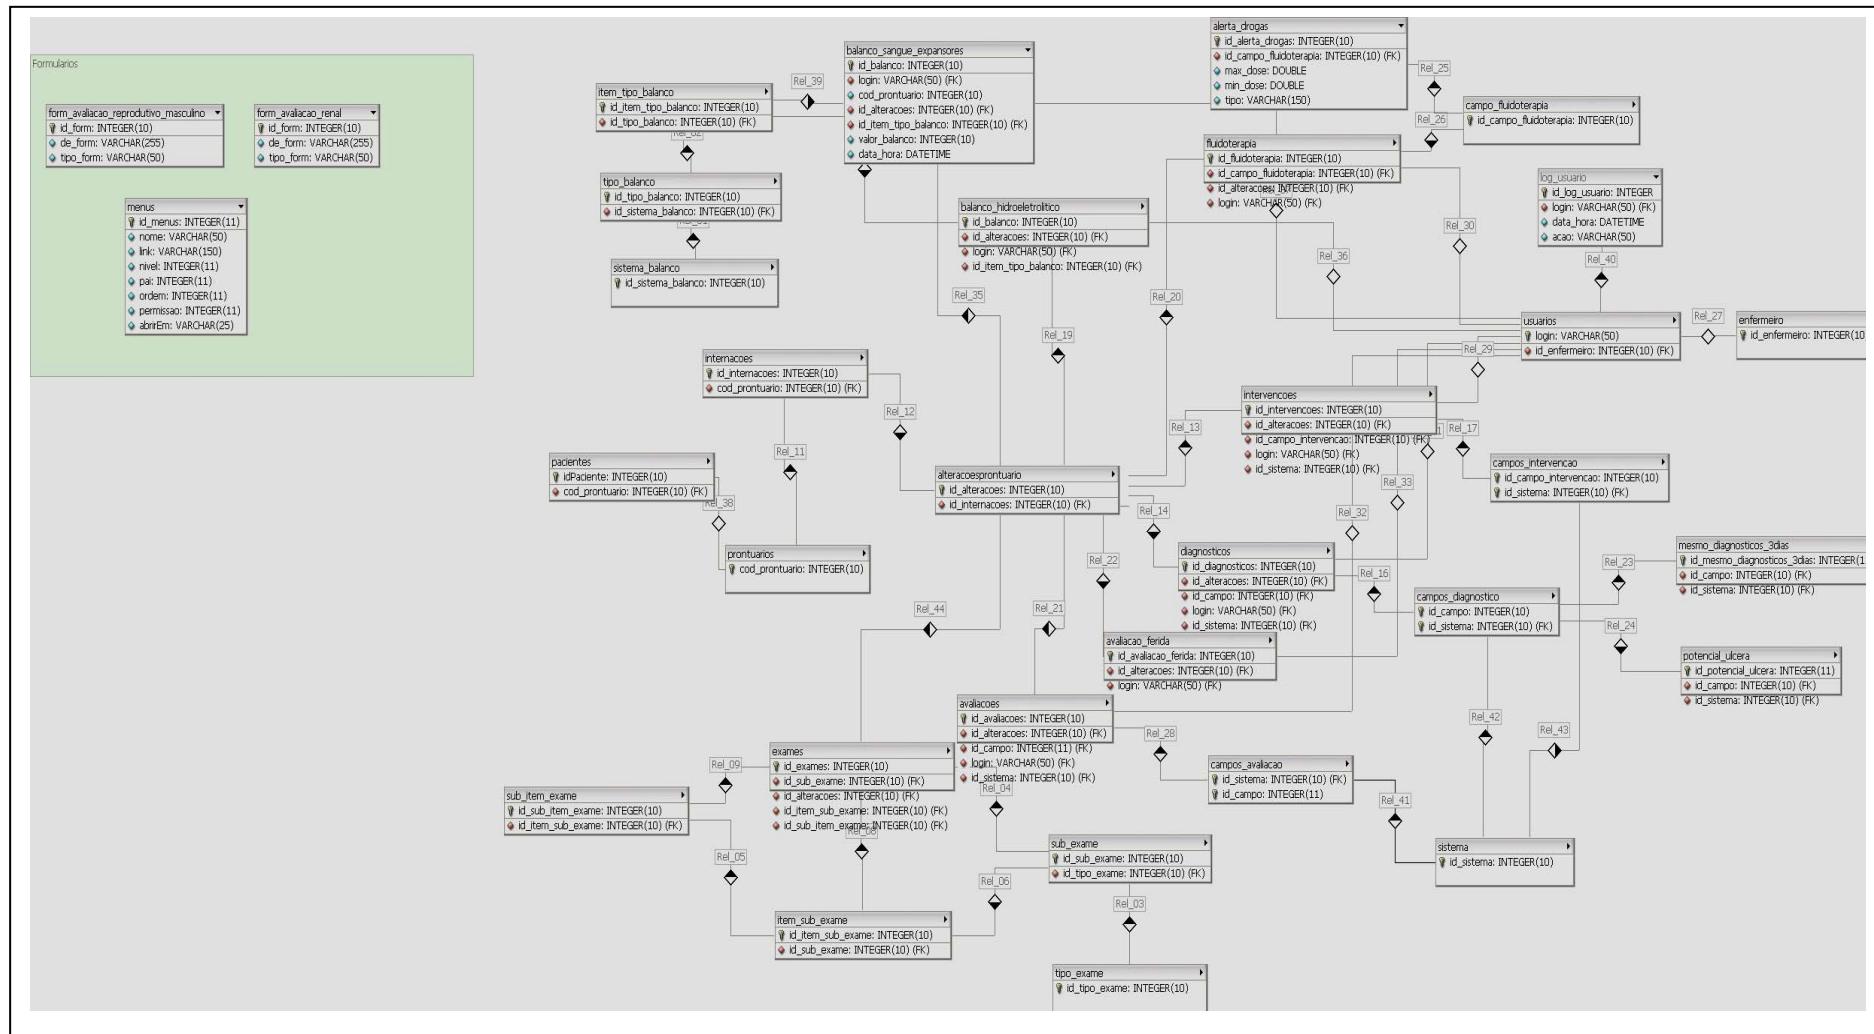 Formularios
form_avaliacao_reprodutivo_masculino
id_form: INTEGER(10)
de_form: VARCHAR(255)
tipo_form: VARCHAR(50)
form_avaliacao_renal
id_form: INTEGER(10)
de_form: VARCHAR(255)
tipo_form: VARCHAR(50)
menus
id_menus: INTEGER(11)
nome: VARCHAR(50)
link: VARCHAR(150)
nivel: INTEGER(11)
pai: INTEGER(11)
ordem: INTEGER(11)
permissao: INTEGER(11)
abrirEm: VARCHAR(25)
item_tipo_balanco
id_item_tipo_balanco: INTEGER(10)
id_tipo_balanco: INTEGER(10) (FK)
Rel_39
balanco_sangue_expansores
id_balanco: INTEGER(10)
login: VARCHAR(50) (FK)
cod_prontuario: INTEGER(10)
id_alteracoes: INTEGER(10) (FK)
id_item_tipo_balanco: INTEGER(10) (FK)
valor_balanco: INTEGER(10)
data_hora: DATETIME
alerta_drogas
id_alerta_drogas: INTEGER(10)
id_campo_fluidoterapia: INTEGER(10) (FK)
max_dose: DOUBLE
min_dose: DOUBLE
tipo: VARCHAR(150)
Rel_25
campo_fluidoterapia
id_campo_fluidoterapia: INTEGER(10)
Rel_26
fluidoterapia
id_fluidoterapia: INTEGER(10)
id_campo_fluidoterapia: INTEGER(10) (FK)
id_alteracoes: INTEGER(10) (FK)
login: VARCHAR(50) (FK)
tipo_balanco
id_tipo_balanco: INTEGER(10)
id_sistema_balanco: INTEGER(10) (FK)
sistema_balanco
id_sistema_balanco: INTEGER(10)
balanco_hidroeletrolitico
id_balanco: INTEGER(10)
id_alteracoes: INTEGER(10) (FK)
login: VARCHAR(50) (FK)
id_item_tipo_balanco: INTEGER(10) (FK)
log_usuario
id_log_usuario: INTEGER
login: VARCHAR(50) (FK)
data_hora: DATETIME
acao: VARCHAR(50)
Rel_30
Rel_36
Rel_40
Rel_35
Rel_20
Rel_19
usuarios
login: VARCHAR(50)
id_enfermeiro: INTEGER(10) (FK)
Rel_27
enfermeiro
id_enfermeiro: INTEGER(10
Rel_29
internacoes
id_internacoes: INTEGER(10)
cod_prontuario: INTEGER(10) (FK)
Rel_12
Rel_11
intervencoes
id_intervencoes: INTEGER(10)
id_alteracoes: INTEGER(10) (FK)
id_campo_intervencao: INTEGER(10) (FK)
login: VARCHAR(50) (FK)
id_sistema: INTEGER(10) (FK)
Rel_13
Rel_17
pacientes
idPaciente: INTEGER(10)
cod_prontuario: INTEGER(10) (FK)
Rel_38
alteracoesprontuario
id_alteracoes: INTEGER(10)
id_internacoes: INTEGER(10) (FK)
campos_intervencao
id_campo_intervencao: INTEGER(10)
id_sistema: INTEGER(10) (FK)
Rel_33
Rel_32
Rel_14
prontuarios
cod_prontuario: INTEGER(10)
Rel_22
diagnosticos
id_diagnosticos: INTEGER(10)
id_alteracoes: INTEGER(10) (FK)
id_campo: INTEGER(10) (FK)
login: VARCHAR(50) (FK)
id_sistema: INTEGER(10) (FK)
Rel_16
Rel_23
mesmo_diagnosticos_3dias
id_mesmo_diagnosticos_3dias: INTEGER(1
id_campo: INTEGER(10) (FK)
id_sistema: INTEGER(10) (FK)
campos_diagnostico
id_campo: INTEGER(10)
id_sistema: INTEGER(10) (FK)
Rel_24
Rel_44
Rel_21
avaliacao_ferida
id_avaliacao_ferida: INTEGER(10)
id_alteracoes: INTEGER(10) (FK)
login: VARCHAR(50) (FK)
potencial_ulcera
id_potencial_ulcera: INTEGER(11)
id_campo: INTEGER(10) (FK)
id_sistema: INTEGER(10) (FK)
avaliacoes
id_avaliacoes: INTEGER(10)
id_alteracoes: INTEGER(10) (FK)
id_campo: INTEGER(11) (FK)
login: VARCHAR(50) (FK)
id_sistema: INTEGER(10) (FK)
Rel_28
Rel_42
Rel_43
exames
id_exames: INTEGER(10)
id_sub_exame: INTEGER(10) (FK)
id_alteracoes: INTEGER(10) (FK)
id_item_sub_exame: INTEGER(10) (FK)
id_sub_item_exame: INTEGER(10) (FK)
Rel_09
Rel_04
Rel_08
campos_avaliacao
id_sistema: INTEGER(10) (FK)
id_campo: INTEGER(11)
Rel_41
sub_item_exame
id_sub_item_exame: INTEGER(10)
id_item_sub_exame: INTEGER(10) (FK)
Rel_05
sub_exame
id_sub_exame: INTEGER(10)
id_tipo_exame: INTEGER(10) (FK)
Rel_06
Rel_03
sistema
id_sistema: INTEGER(10)
item_sub_exame
id_item_sub_exame: INTEGER(10)
id_sub_exame: INTEGER(10) (FK)
tipo_exame
id_tipo_exame: INTEGER(10)